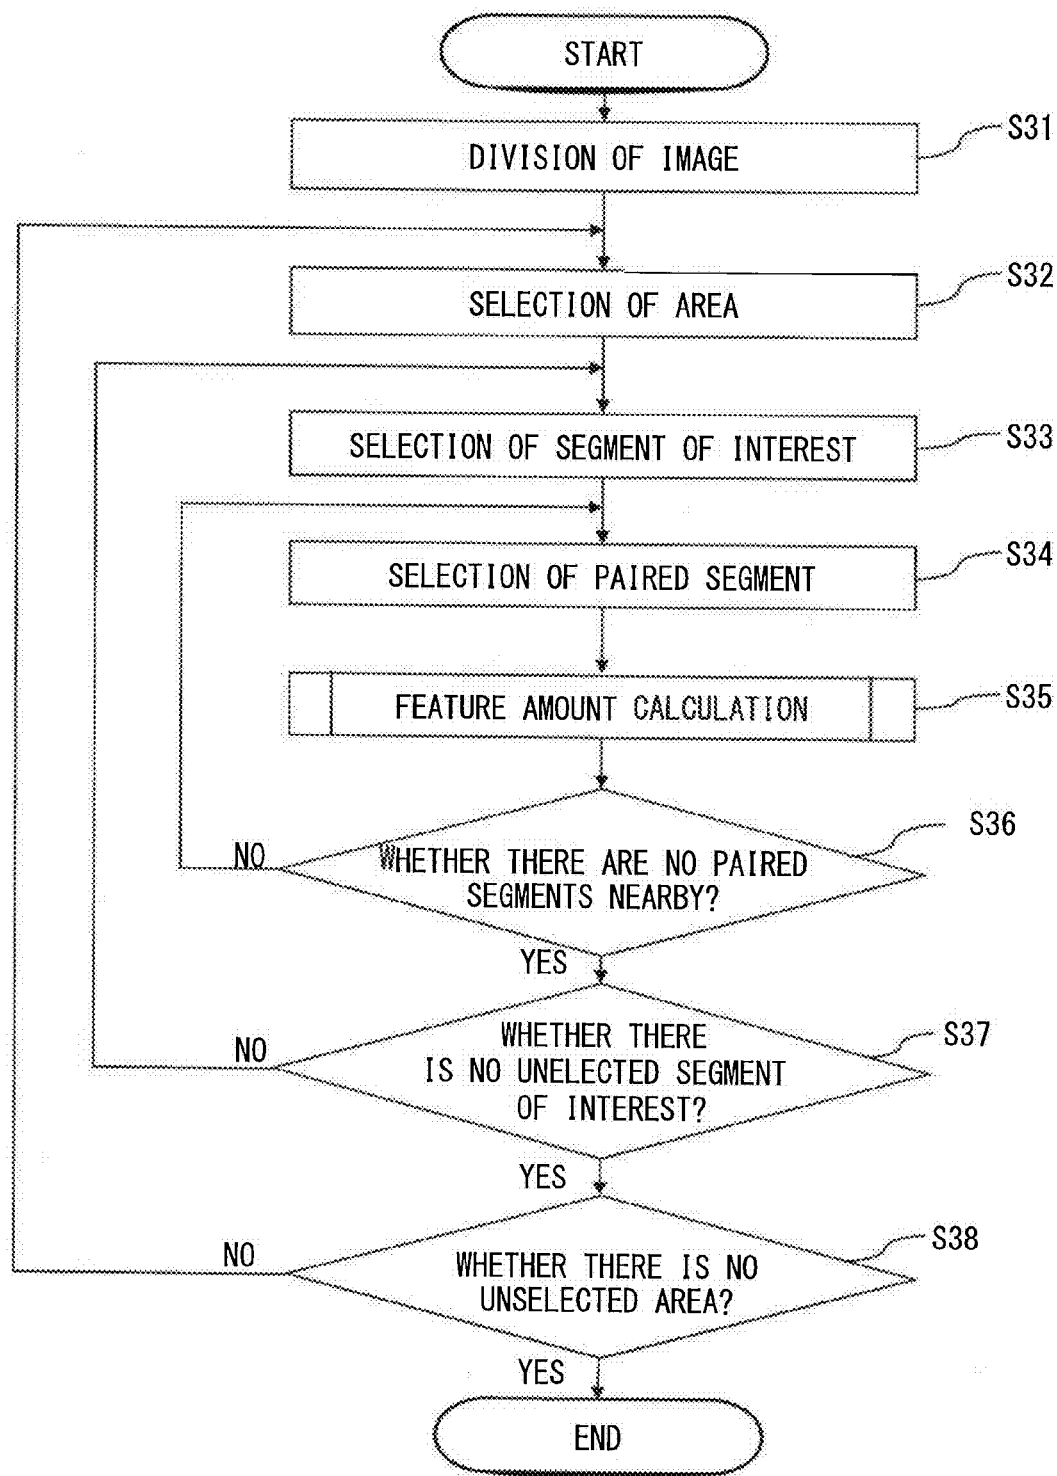 START
DIVISION OF IMAGE
S31
SELECTION OF AREA
S32
SELECTION OF SEGMENT OF INTEREST
S33
SELECTION OF PAIRED SEGMENT
S34
FEATURE AMOUNT CALCULATION
S35
S36
NO
WHETHER THERE ARE NO PAIRED
SEGMENTS NEARBY?
YES
S37
NO
WHETHER THERE
IS NO UNELECTED SEGMENT
OF INTEREST?
YES
S38
NO
WHETHER THERE IS NO
UNSELECTED AREA?
YES
END